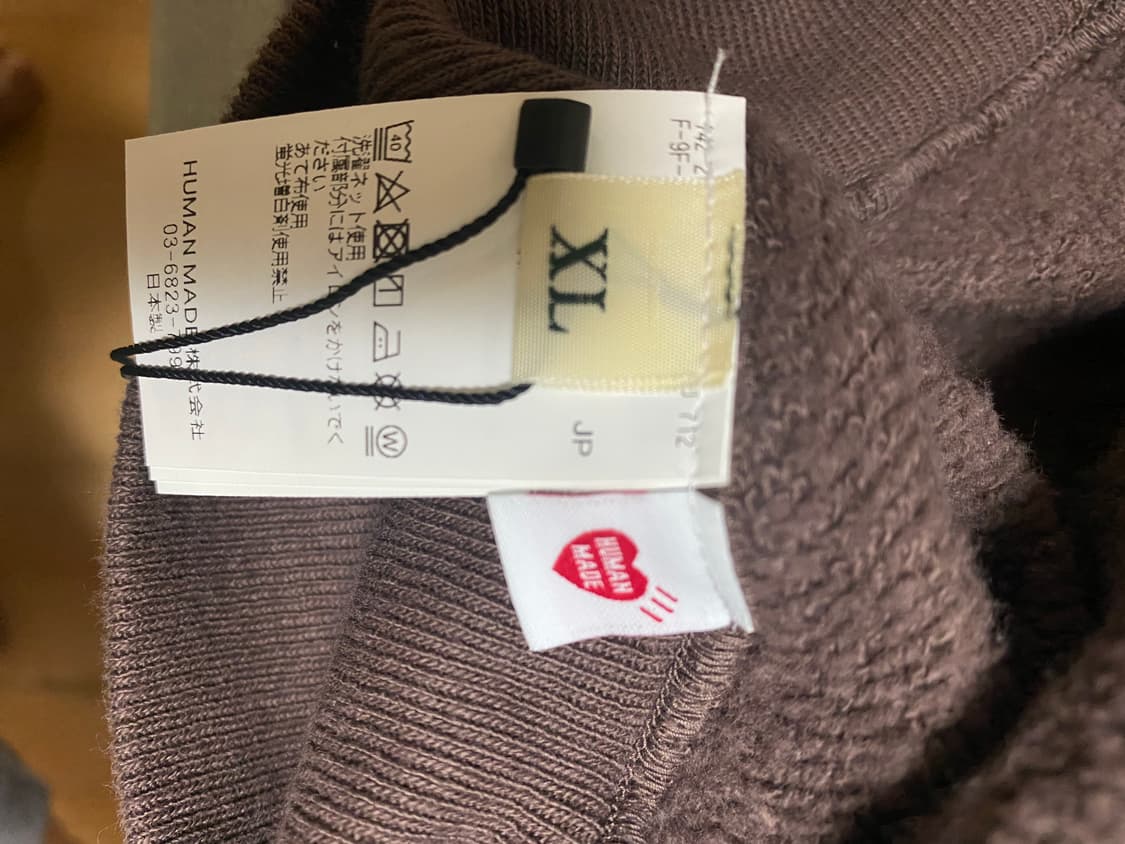 XL
JP
40
W
洗濯ネット使用
付属部分にはアイロンをかけないでく
ださい
あて布使用
蛍光増白剤使用禁止
HUMAN MADE株式会社
03-6823-
日本製
F-9F-
712
HUMAN
MADE